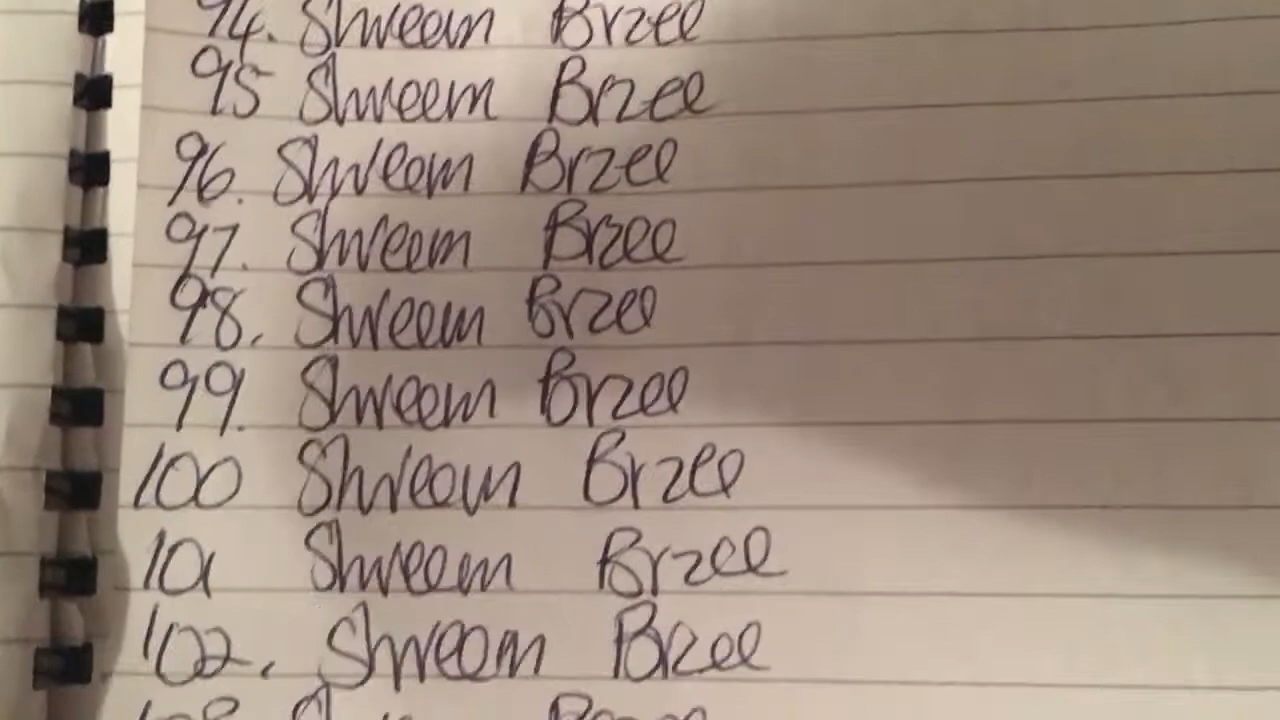 94. Shreem Brzee
95 Shreem Brzee
96. Shreem Brzee
97. Shreem Brzee
98. Shreem Brzee
99. Shreem Brzee
100 Shreem Brzee
101 Shreem Brzee
102. Shreem Brzee